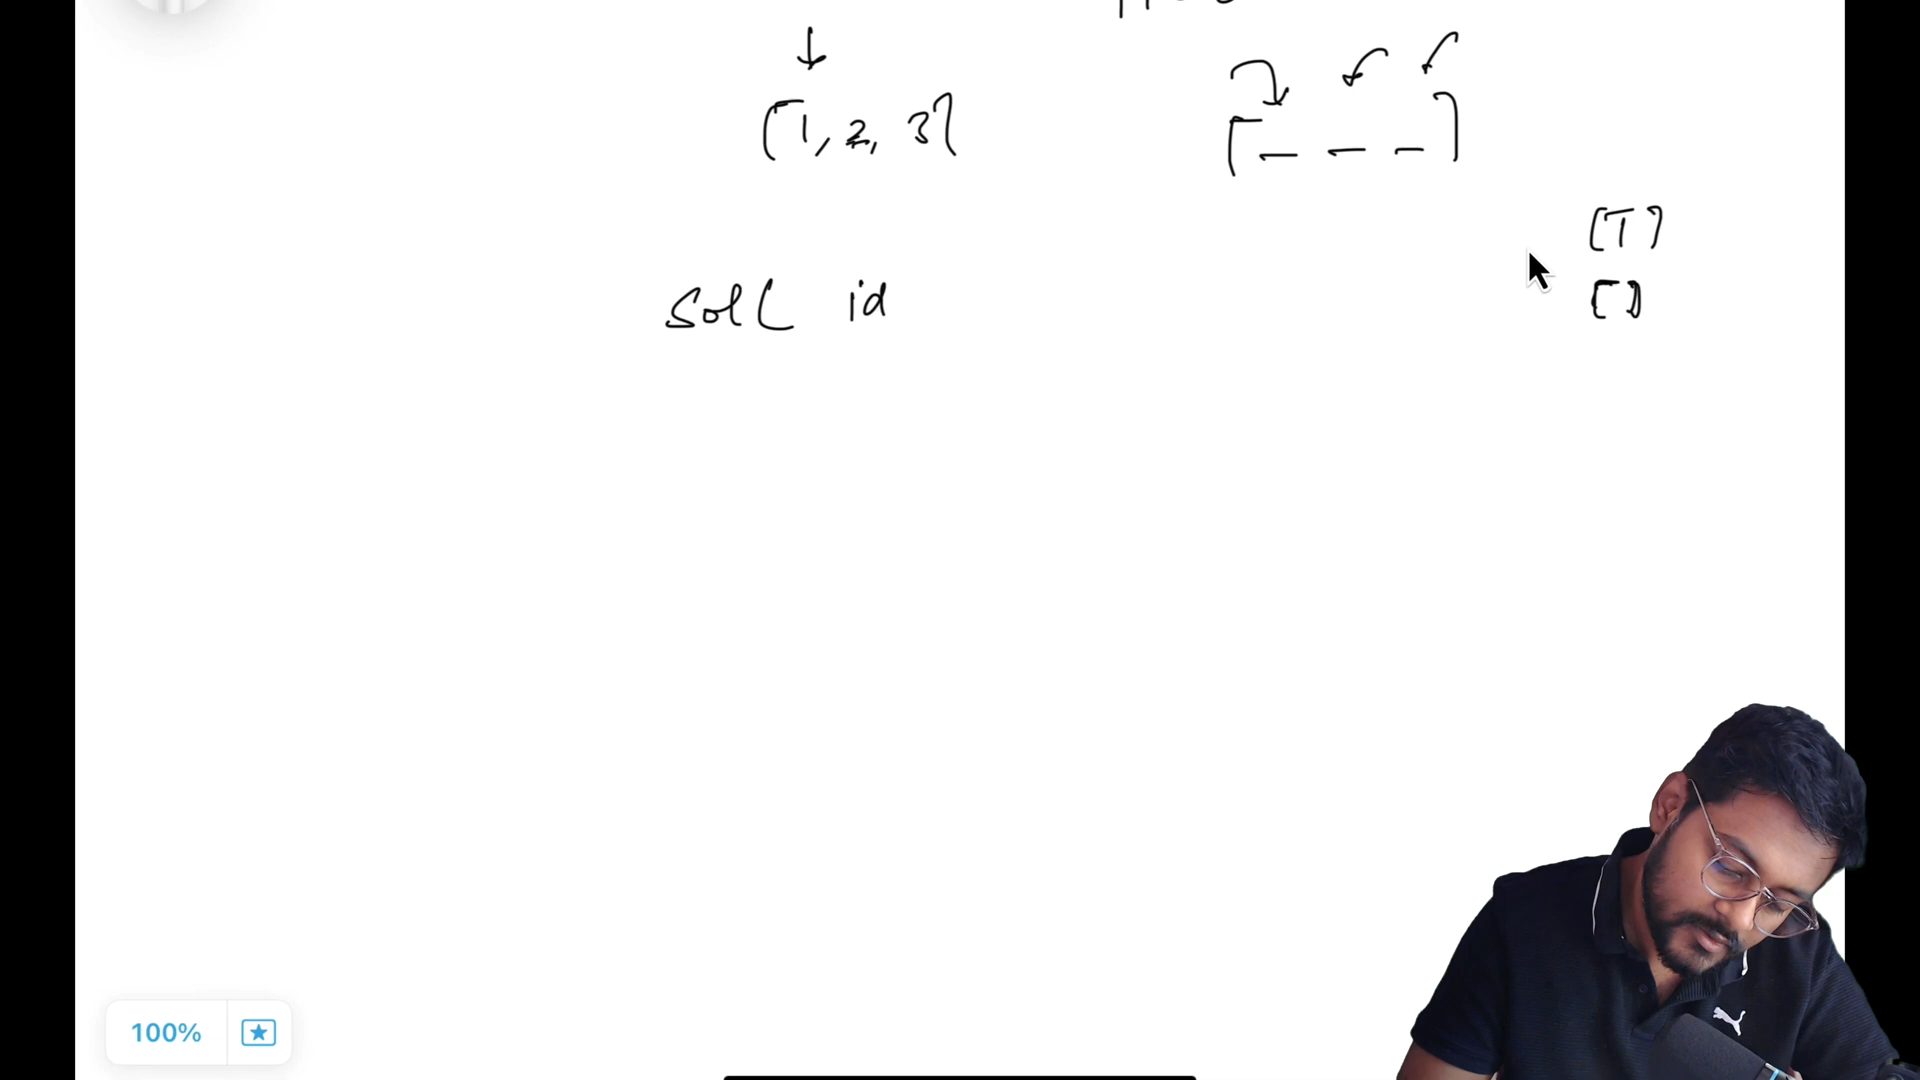 [1, 2, 3]
[_ _ _]
[T]
[]
Sol( id
100%